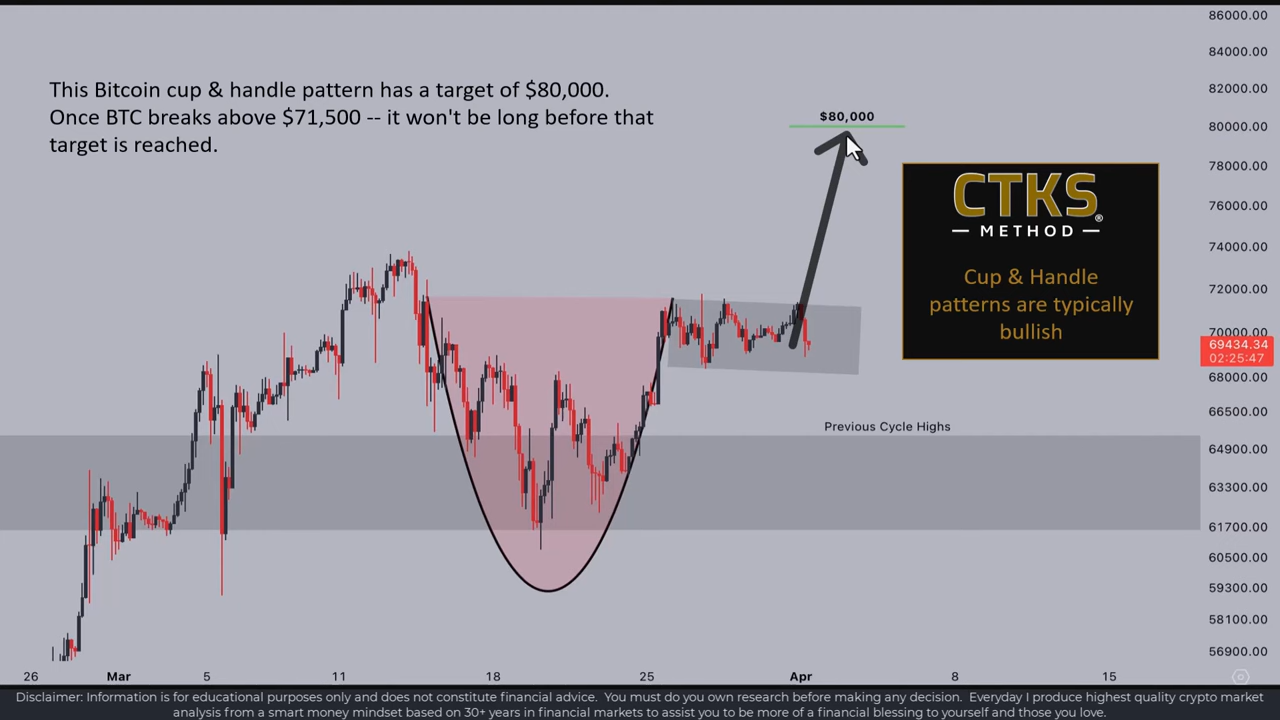 This Bitcoin cup & handle pattern has a target of $80,000.
Once BTC breaks above $71,500 -- it won't be long before that
target is reached.
$80,000
CTKS®
— METHOD —
Cup & Handle
patterns are typically
bullish
Previous Cycle Highs
86000.00
84000.00
82000.00
80000.00
78000.00
76000.00
74000.00
72000.00
70000.00
69434.34
02:25:47
68000.00
66500.00
64900.00
63300.00
61700.00
60500.00
59300.00
58100.00
56900.00
26 Mar 5 11 18 25 Apr 8 15
Disclaimer: Information is for educational purposes only and does not constitute financial advice. You must do you own research before making any decision. Everyday I produce highest quality crypto market
analysis from a smart money mindset based on 30+ years in financial markets to assist you to be more of a financial blessing to yourself and those you love.